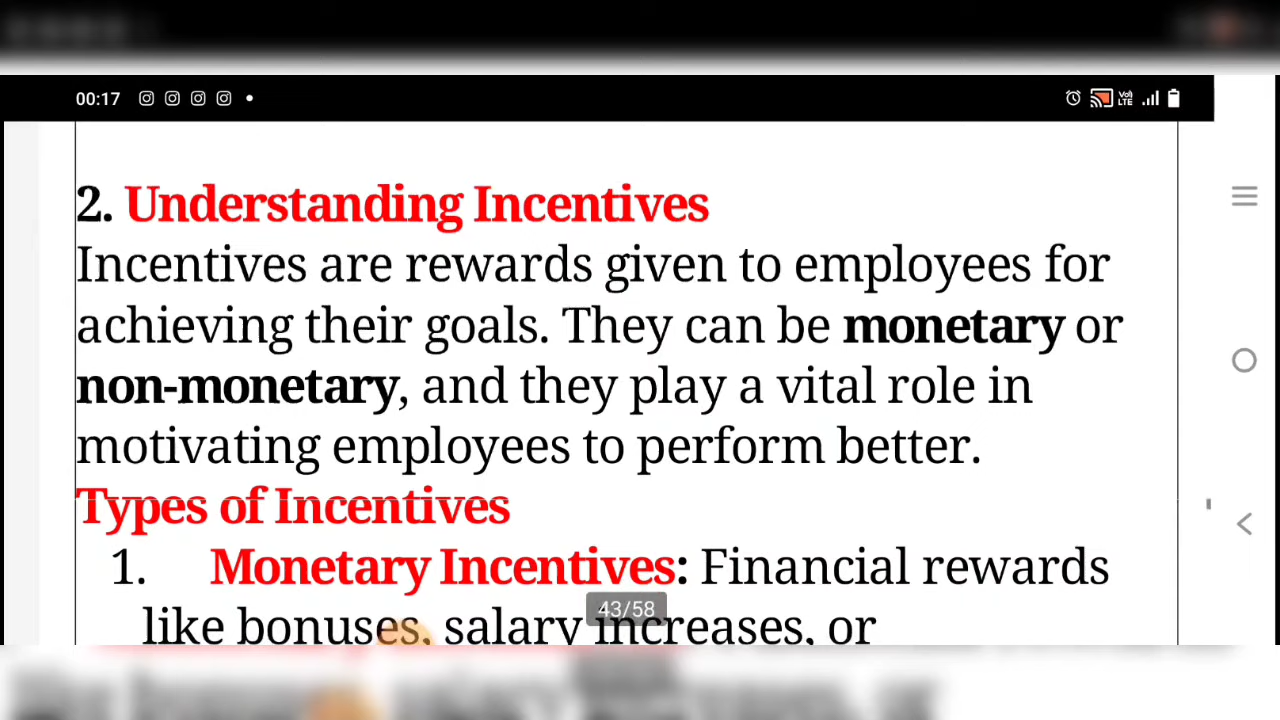 00:17
VoLTE
2. Understanding Incentives
Incentives are rewards given to employees for
achieving their goals. They can be monetary or
non-monetary, and they play a vital role in
motivating employees to perform better.
Types of Incentives
1. Monetary Incentives: Financial rewards
like bonuses, salary increases, or
43/58